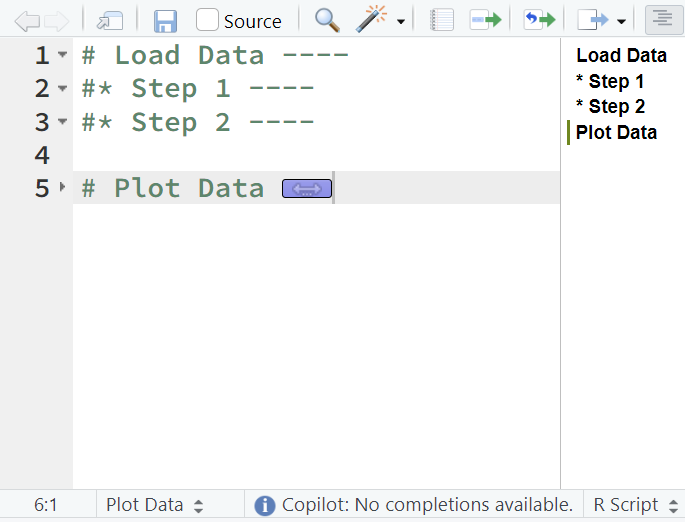 Source
1 # Load Data ----
2 #* Step 1 ----
3 #* Step 2 ----
4
5 # Plot Data
Load Data
* Step 1
* Step 2
Plot Data
6:1 Plot Data Copilot: No completions available. R Script